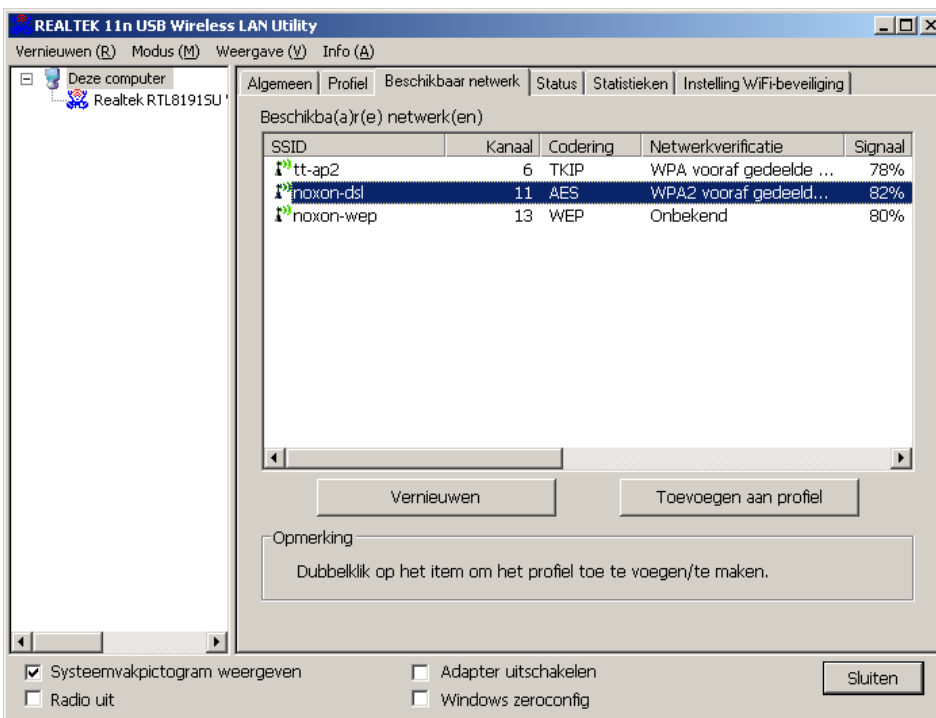 REALTEK 11n USB Wireless LAN Utility
Vernieuwen (R) Modus (M) Weergave (V) Info (A)
Deze computer
Realtek RTL8191SU '
Algemeen Profiel Beschikbaar netwerk Status Statistieken Instelling WiFi-beveiliging
Beschikba(a)r(e) netwerk(en)
SSID Kanaal Codering Netwerkverificatie Signaal
tt-ap2 6 TKIP WPA vooraf gedeelde ... 78%
noxon-dsl 11 AES WPA2 vooraf gedeeld... 82%
noxon-wep 13 WEP Onbekend 80%
Vernieuwen Toevoegen aan profiel
Opmerking
Dubbelklik op het item om het profiel toe te voegen/te maken.
Systeemvakpictogram weergeven Adapter uitschakelen
Radio uit Windows zeroconfig
Sluiten